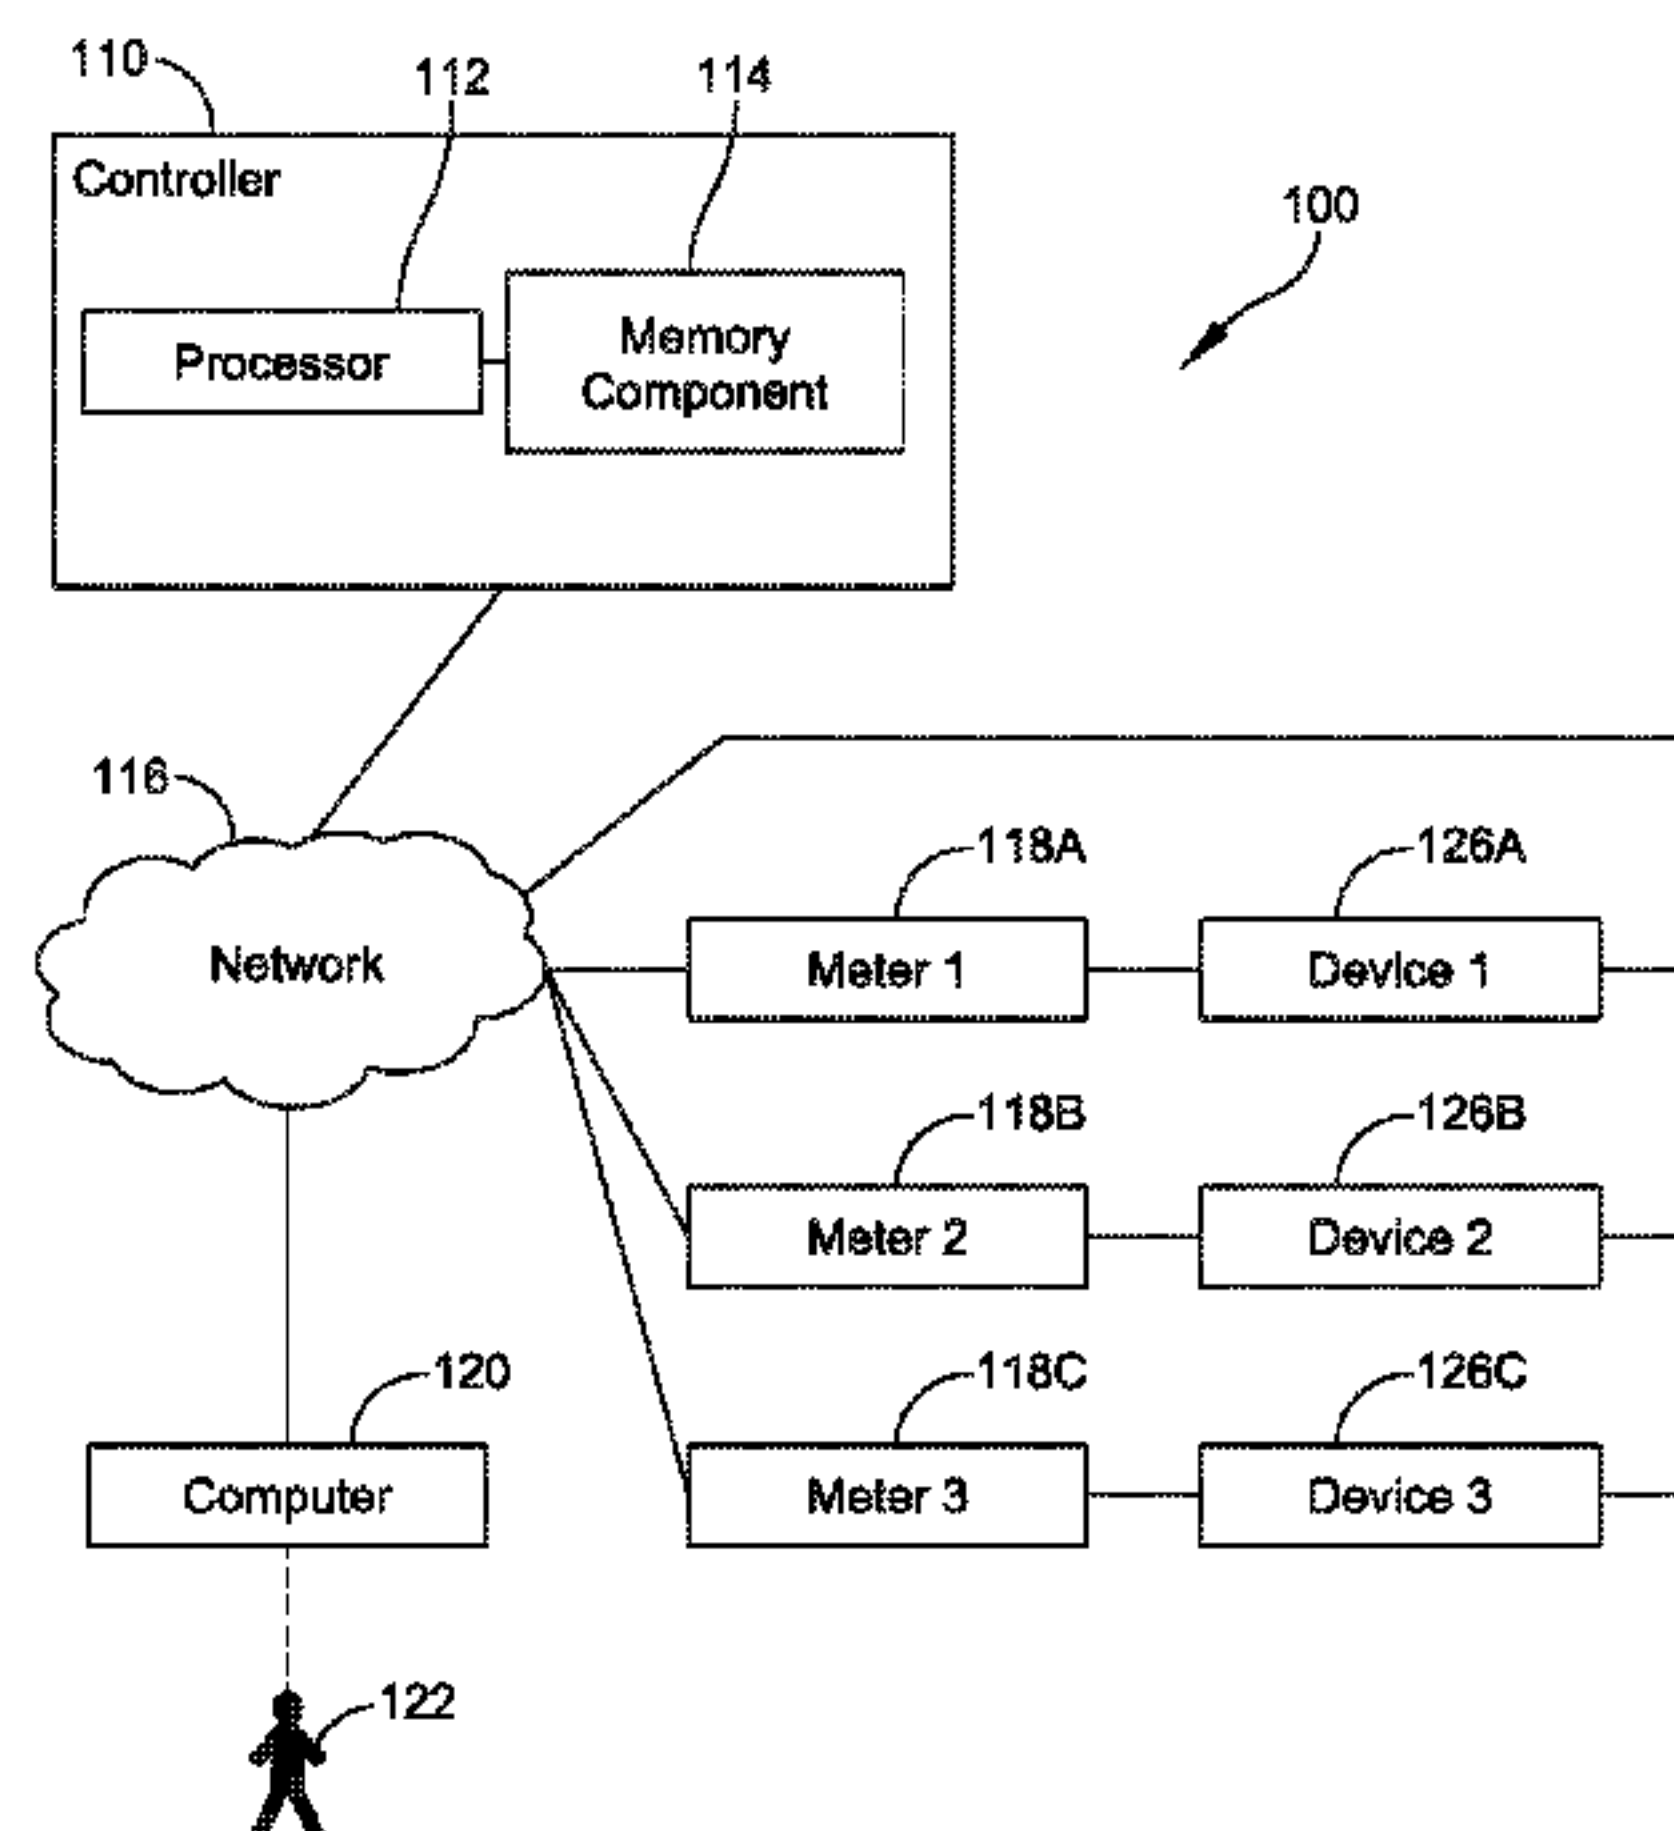 110
112
114
Controller
100
Processor
Memory
Component
116
118A
126A
Network
Meter 1
Device 1
118B
126B
Meter 2
Device 2
120
118C
126C
Computer
Meter 3
Device 3
122